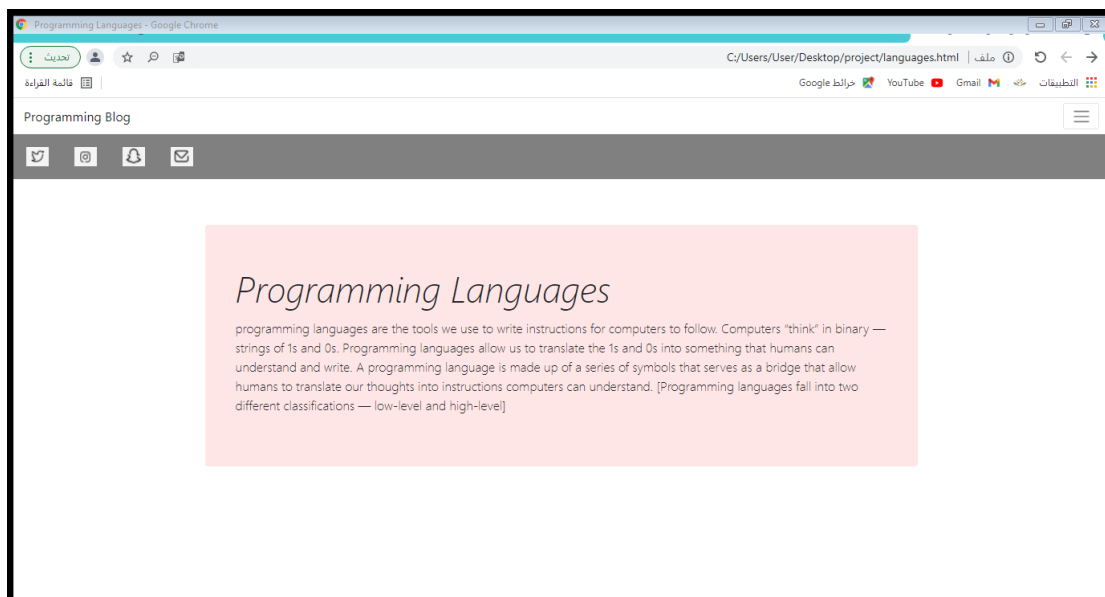 Programming Languages - Google Chrome
تحديث
C:/Users/User/Desktop/project/languages.html | ملف
قائمة القراءة
التطبيقات Gmail YouTube خرائط Google
Programming Blog
Programming Languages
programming languages are the tools we use to write instructions for computers to follow. Computers “think” in binary —
strings of 1s and 0s. Programming languages allow us to translate the 1s and 0s into something that humans can
understand and write. A programming language is made up of a series of symbols that serves as a bridge that allow
humans to translate our thoughts into instructions computers can understand. [Programming languages fall into two
different classifications — low-level and high-level]